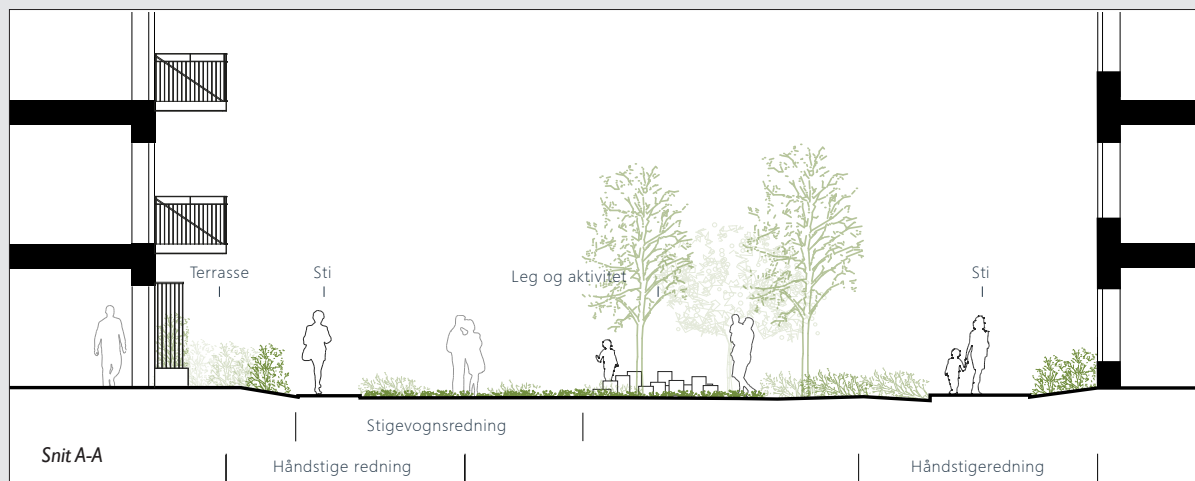 Terrasse
Sti
Leg og aktivitet
Sti
Stigevognsredning
Snit A-A
Håndstige redning
Håndstigeredning